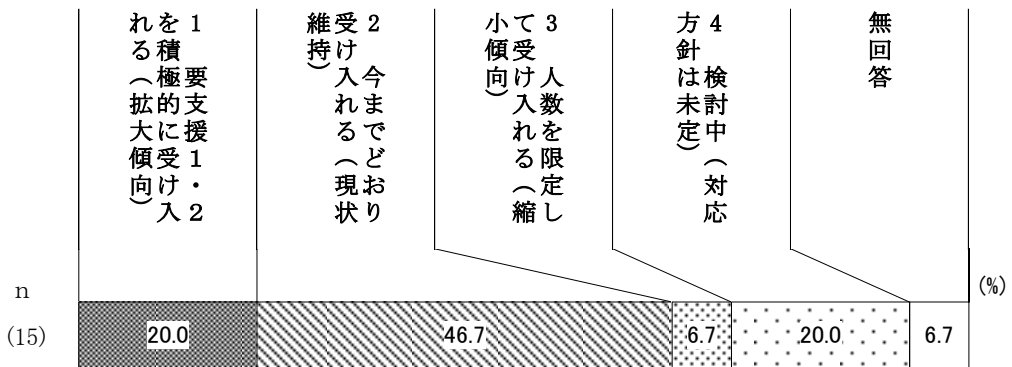 1 要支援1・2
を積極的に受け入
れる(拡大傾向)
2 今までどおり
受け入れる(現状
維持)
3 人数を限定し
て受け入れる(縮
小傾向)
4 検討中(対応
方針は未定)
無回答
(%)
n
(15)
20.0
46.7
6.7
20.0
6.7